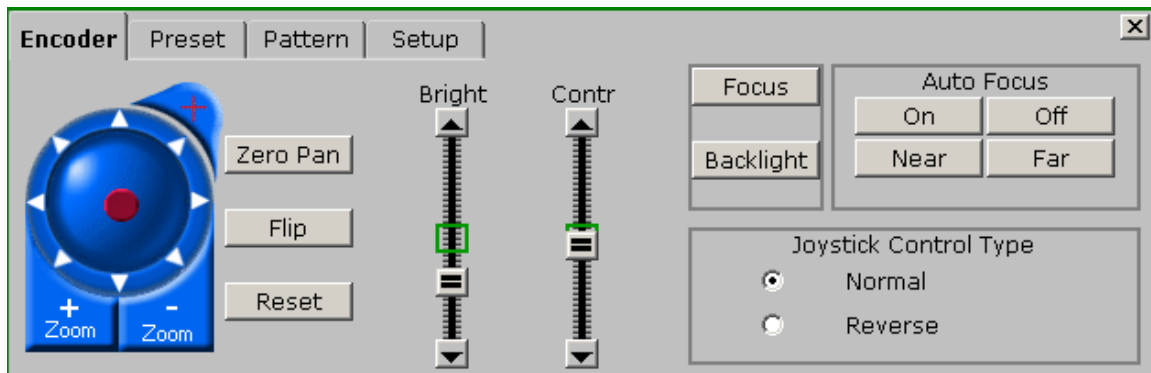 Encoder Preset Pattern Setup
Bright Contr
Zero Pan
Flip
Reset
+ -
Zoom Zoom
Focus
Backlight
Auto Focus
On Off
Near Far
Joystick Control Type
Normal
Reverse